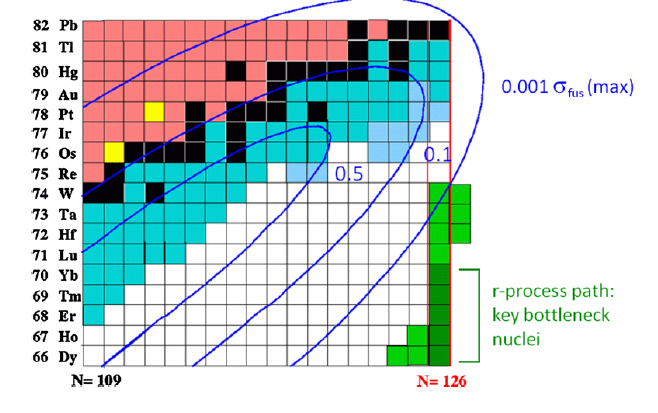 82 Pb
81 Tl
80 Hg
79 Au
78 Pt
77 Ir
76 Os
75 Re
74 W
73 Ta
72 Hf
71 Lu
70 Yb
69 Tm
68 Er
67 Ho
66 Dy
N= 109
N= 126
0.001 σfus (max)
0.1
0.5
r-process path:
key bottleneck
nuclei